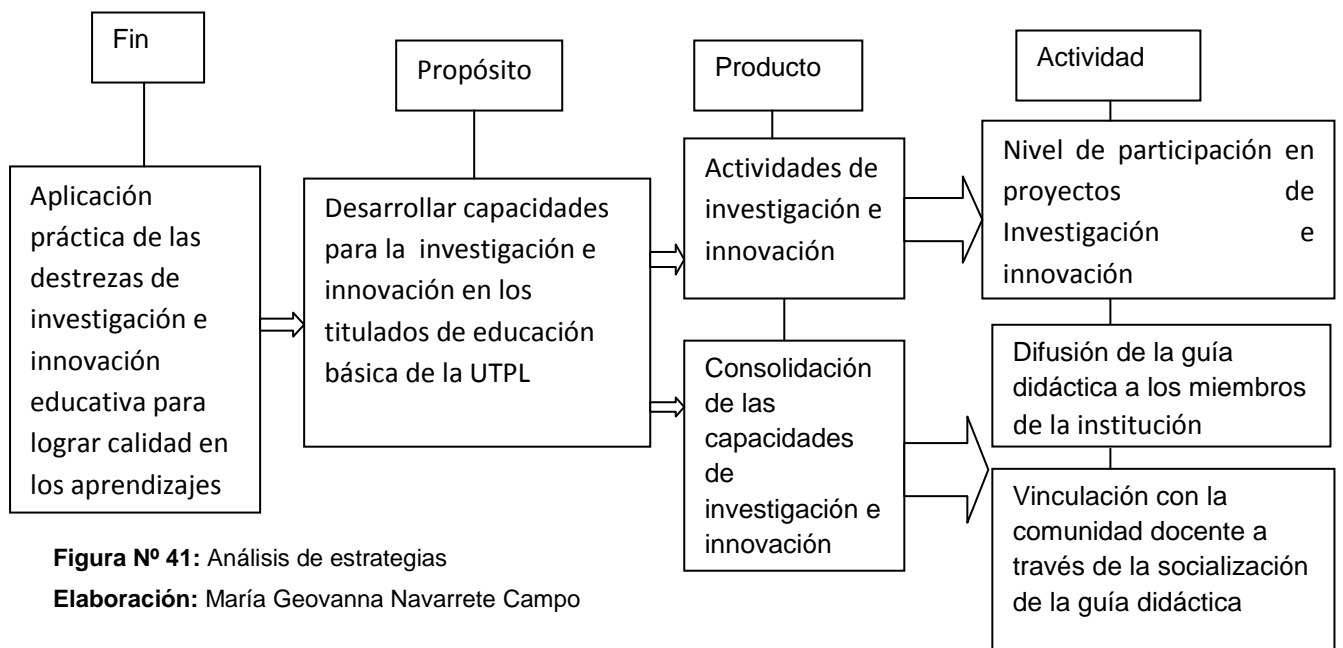 Fin
Propósito
Producto
Actividad
Aplicación
práctica de las
destrezas de
investigación e
innovación
educativa para
lograr calidad en
los aprendizajes
Desarrollar capacidades
para la investigación e
innovación en los
titulados de educación
básica de la UTPL
Actividades de
investigación e
innovación
Consolidación
de las
capacidades
de
investigación e
innovación
Nivel de participación en
proyectos de
Investigación e
innovación
Difusión de la guía
didáctica a los miembros
de la institución
Vinculación con la
comunidad docente a
través de la socialización
de la guía didáctica
Figura Nº 41: Análisis de estrategias
Elaboración: María Geovanna Navarrete Campo